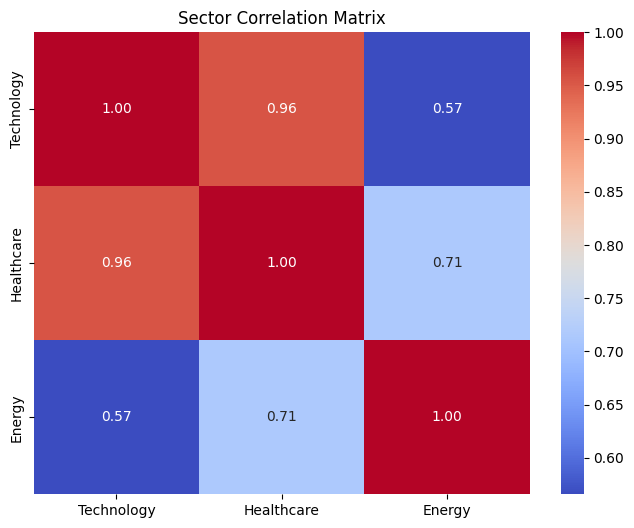 Sector Correlation Matrix
Technology
1.00
0.96
0.57
Healthcare
0.96
1.00
0.71
Energy
0.57
0.71
1.00
Technology
Healthcare
Energy
1.00
0.95
0.90
0.85
0.80
0.75
0.70
0.65
0.60